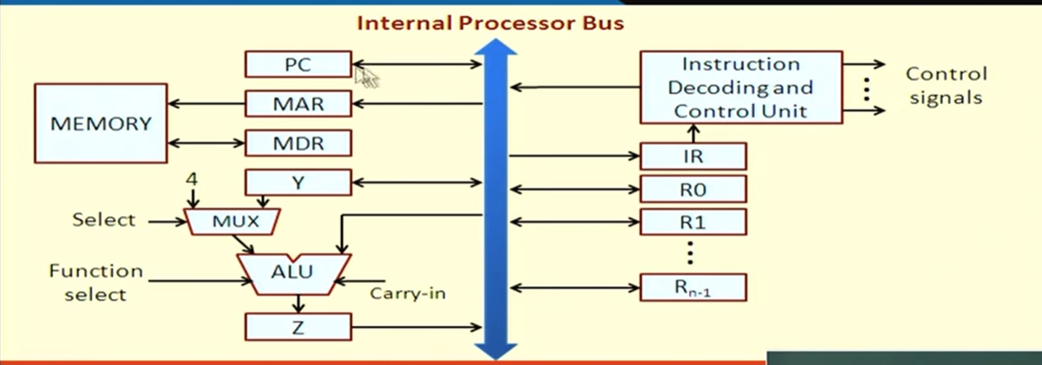 Internal Processor Bus
PC
MAR
MEMORY
MDR
4
Y
Select
MUX
Function
select
ALU
Carry-in
Z
Instruction
Decoding and
Control Unit
Control
signals
IR
R0
R1
Rn-1